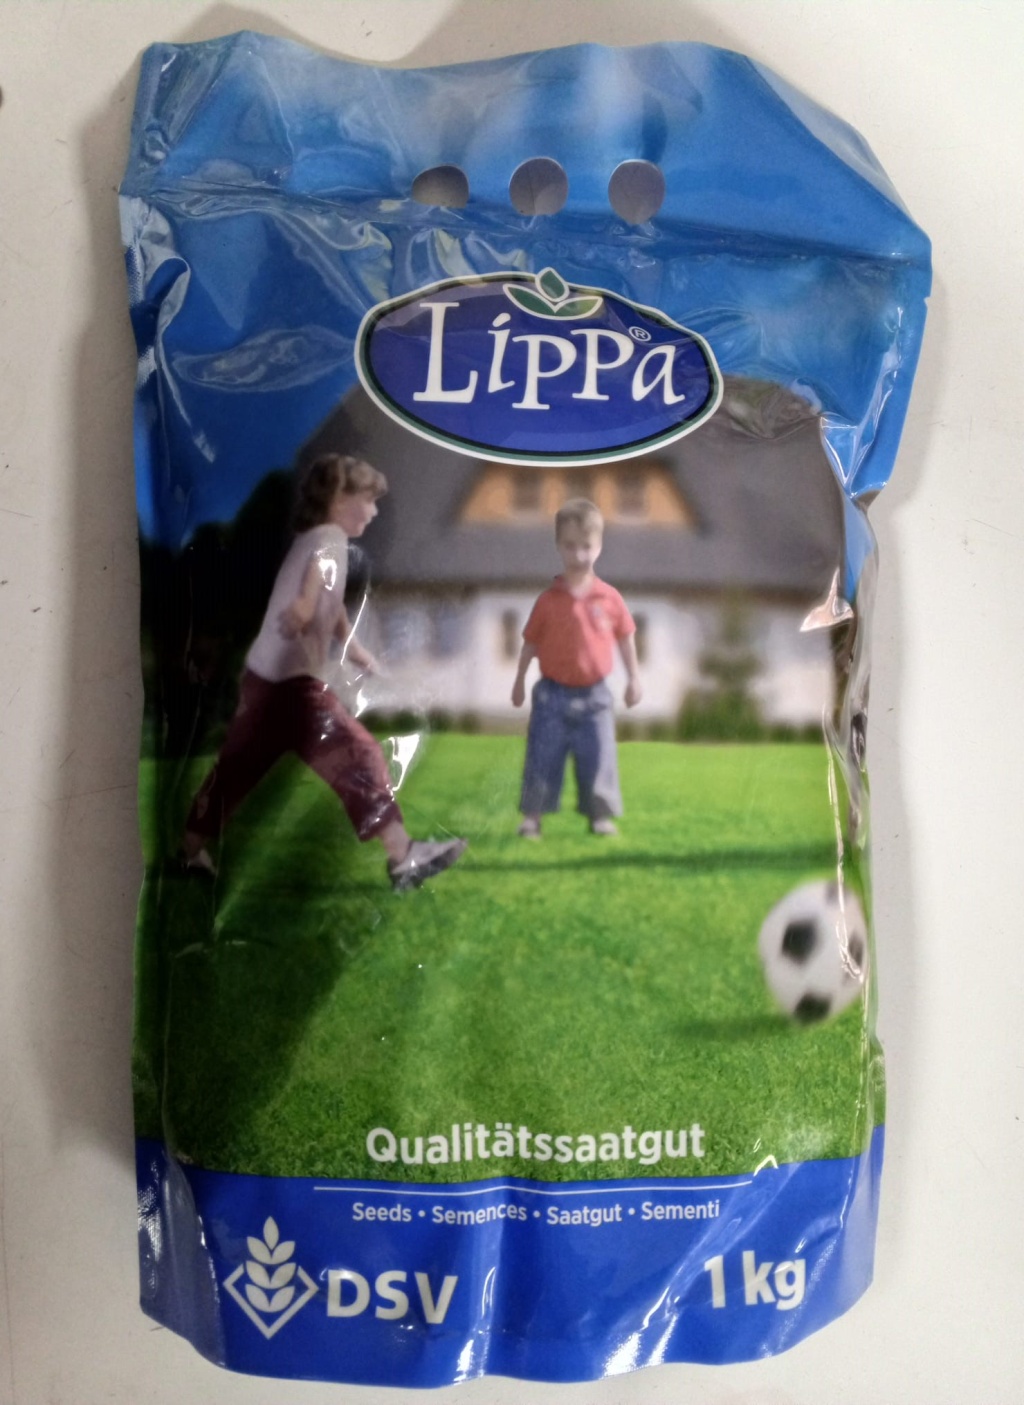 Lippa®
Qualitätssaatgut
Seeds • Semences • Saatgut • Sementi
DSV
1 kg